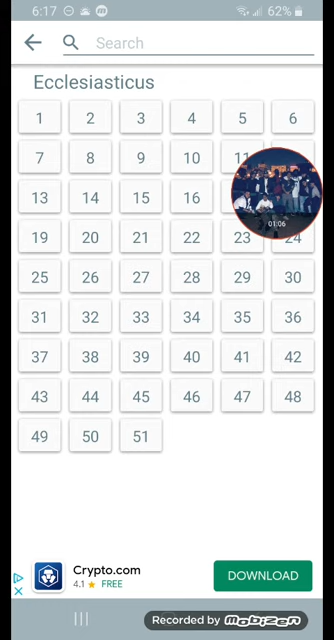 6:17 62%
Search
Ecclesiasticus
1 2 3 4 5 6
7 8 9 10 11
13 14 15 16
01:06
19 20 21 22 23 24
25 26 27 28 29 30
31 32 33 34 35 36
37 38 39 40 41 42
43 44 45 46 47 48
49 50 51
Crypto.com
4.1 ★ FREE
DOWNLOAD
Recorded by mobizen